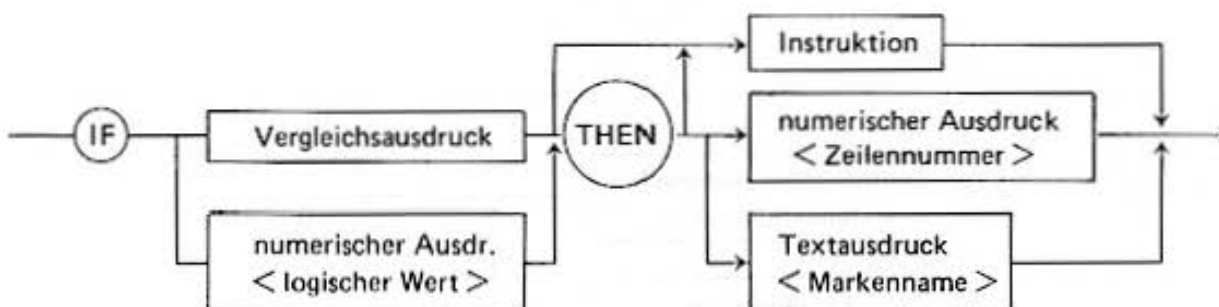 IF
Vergleichsausdruck
numerischer Ausdr.
< logischer Wert >
THEN
Instruktion
numerischer Ausdruck
< Zeilennummer >
Textausdruck
< Markenname >